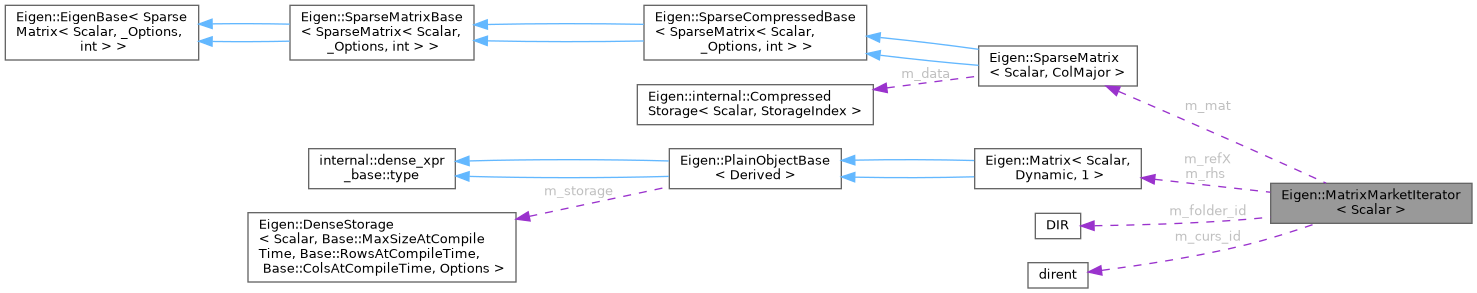 Eigen::EigenBase< Sparse
Matrix< Scalar, _Options,
int > >
Eigen::SparseMatrixBase
< SparseMatrix< Scalar,
_Options, int > >
Eigen::SparseCompressedBase
< SparseMatrix< Scalar,
_Options, int > >
Eigen::SparseMatrix
< Scalar, ColMajor >
m_data
Eigen::internal::Compressed
Storage< Scalar, StorageIndex >
m_mat
internal::dense_xpr
_base::type
Eigen::PlainObjectBase
< Derived >
Eigen::Matrix< Scalar,
Dynamic, 1 >
m_refX
m_rhs
m_storage
Eigen::MatrixMarketIterator
< Scalar >
Eigen::DenseStorage
< Scalar, Base::MaxSizeAtCompile
Time, Base::RowsAtCompileTime,
Base::ColsAtCompileTime, Options >
DIR
m_folder_id
m_curs_id
dirent